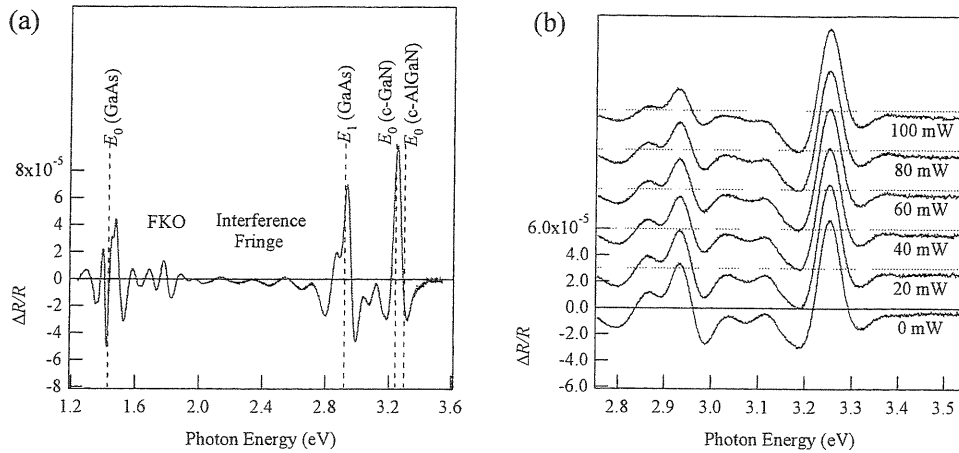 (a)
E₀ (GaAs)
E₁ (GaAs)
E₀ (c-GaN)
E₀ (c-AlGaN)
8x10⁻⁵
6
4
2
0
-2
-4
-6
-8
ΔR/R
FKO
Interference
Fringe
1.2 1.6 2.0 2.4 2.8 3.2 3.6
Photon Energy (eV)
(b)
100 mW
80 mW
60 mW
40 mW
20 mW
0 mW
6.0x10⁻⁵
4.0
2.0
0.0
-2.0
-4.0
-6.0
ΔR/R
2.8 2.9 3.0 3.1 3.2 3.3 3.4 3.5
Photon Energy (eV)